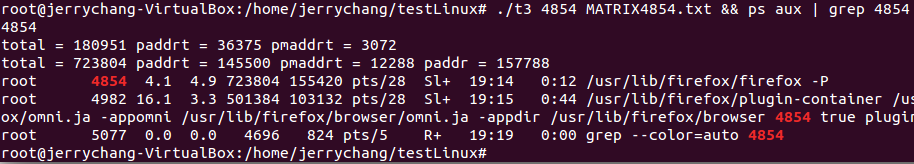 root@jerrychang-VirtualBox:/home/jerrychang/testLinux# ./t3 4854 MATRIX4854.txt && ps aux | grep 4854
4854
total = 180951 paddrt = 36375 pmaddrt = 3072
total = 723804 paddrt = 145500 pmaddrt = 12288 paddr = 157788
root 4854 4.1 4.9 723804 155420 pts/28 Sl+ 19:14 0:12 /usr/lib/firefox/firefox -P
root 4982 16.1 3.3 501384 103132 pts/28 Sl+ 19:15 0:44 /usr/lib/firefox/plugin-container /us
ox/omni.ja -appomni /usr/lib/firefox/browser/omni.ja -appdir /usr/lib/firefox/browser 4854 true plugin
root 5077 0.0 0.0 4696 824 pts/5 R+ 19:19 0:00 grep --color=auto 4854
root@jerrychang-VirtualBox:/home/jerrychang/testLinux#